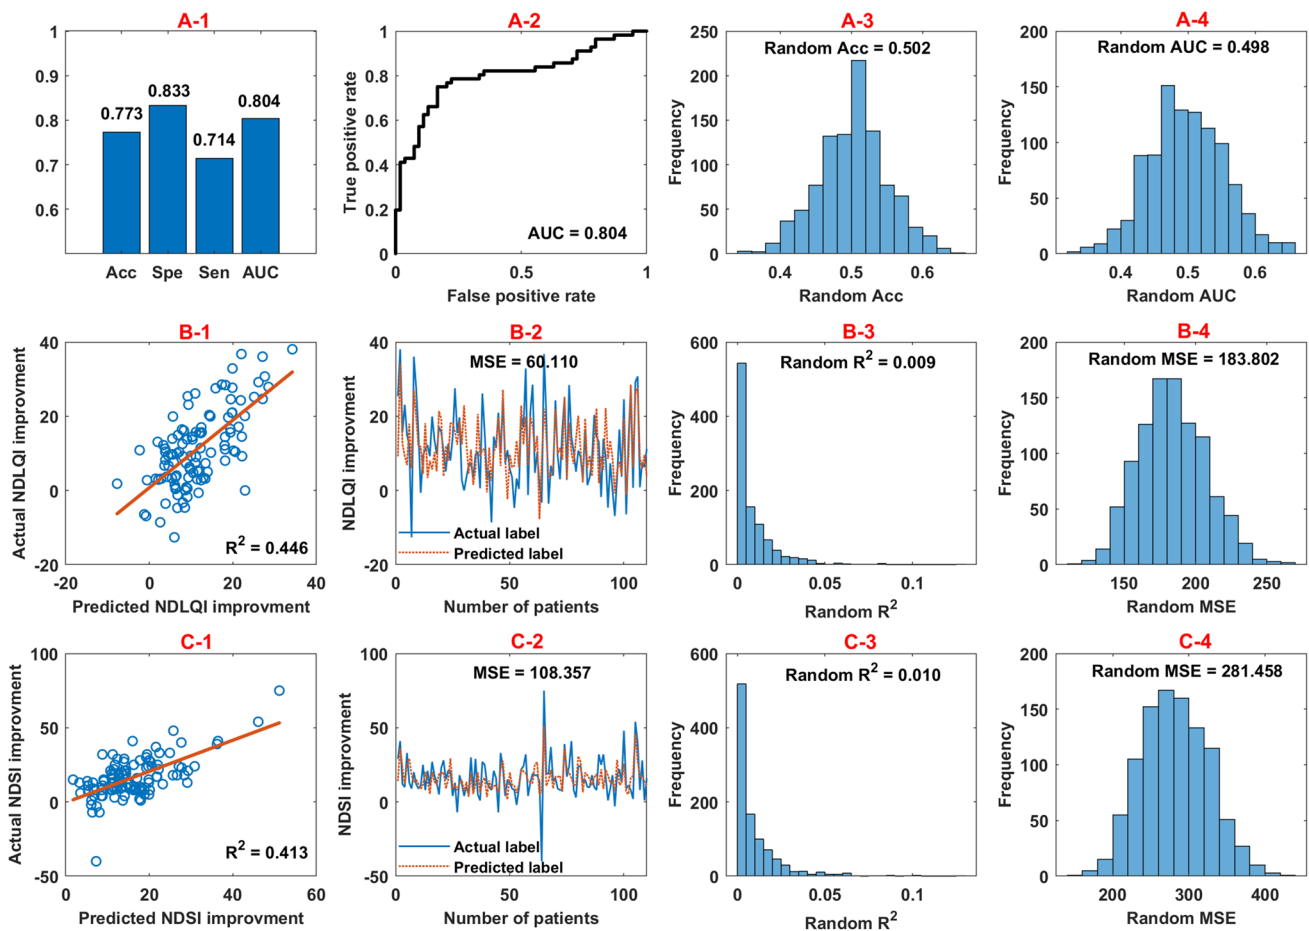 A-1
1
0.9
0.8
0.7
0.6
0.773
0.833
0.714
0.804
Acc Spe Sen AUC
A-2
True positive rate
1
0.8
0.6
0.4
0.2
0
AUC = 0.804
0 0.5 1
False positive rate
A-3
Frequency
250
200
150
100
50
0
Random Acc = 0.502
0.4 0.5 0.6
Random Acc
A-4
Frequency
200
150
100
50
0
Random AUC = 0.498
0.4 0.5 0.6
Random AUC
B-1
Actual NDLQI improvment
40
20
0
-20
R² = 0.446
-20 0 20 40
Predicted NDLQI improvment
B-2
NDLQI improvment
40
20
0
-20
MSE = 60.110
Actual label
Predicted label
0 50 100
Number of patients
B-3
Frequency
600
400
200
0
Random R² = 0.009
0 0.05 0.1
Random R²
B-4
Frequency
200
150
100
50
0
Random MSE = 183.802
150 200 250
Random MSE
C-1
Actual NDSI improvment
100
50
0
-50
R² = 0.413
0 20 40 60
Predicted NDSI improvment
C-2
NDSI improvment
100
50
0
-50
MSE = 108.357
Actual label
Predicted label
0 50 100
Number of patients
C-3
Frequency
600
400
200
0
Random R² = 0.010
0 0.05 0.1
Random R²
C-4
Frequency
200
150
100
50
0
Random MSE = 281.458
200 300 400
Random MSE